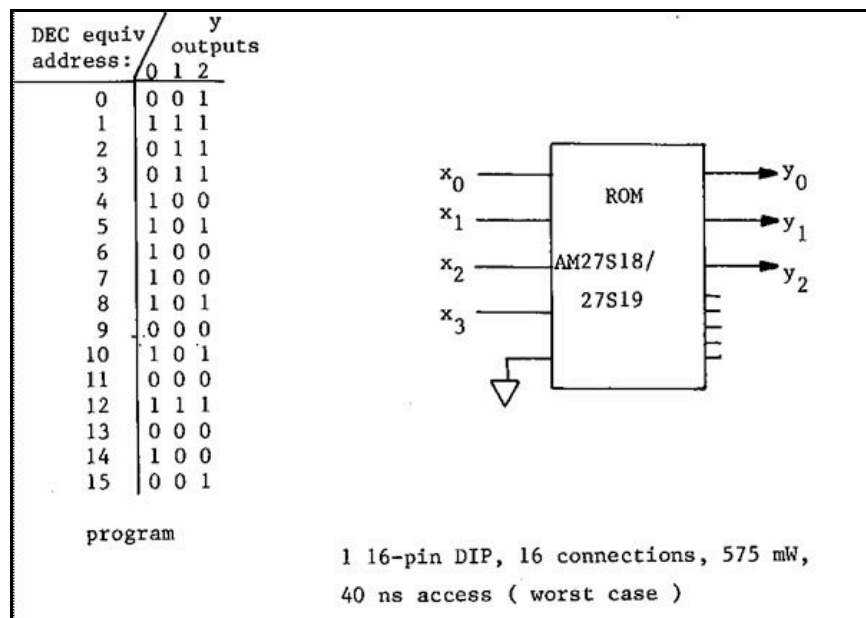 DEC equiv address:
y outputs
0 1 2
0 0 0 1
1 1 1 1
2 0 1 1
3 0 1 1
4 1 0 0
5 1 0 1
6 1 0 0
7 1 0 0
8 1 0 1
9 0 0 0
10 1 0 1
11 0 0 0
12 1 1 1
13 0 0 0
14 1 0 0
15 0 0 1
program
x0
x1
x2
x3
ROM
AM27S18/
27S19
y0
y1
y2
1 16-pin DIP, 16 connections, 575 mW,
40 ns access ( worst case )